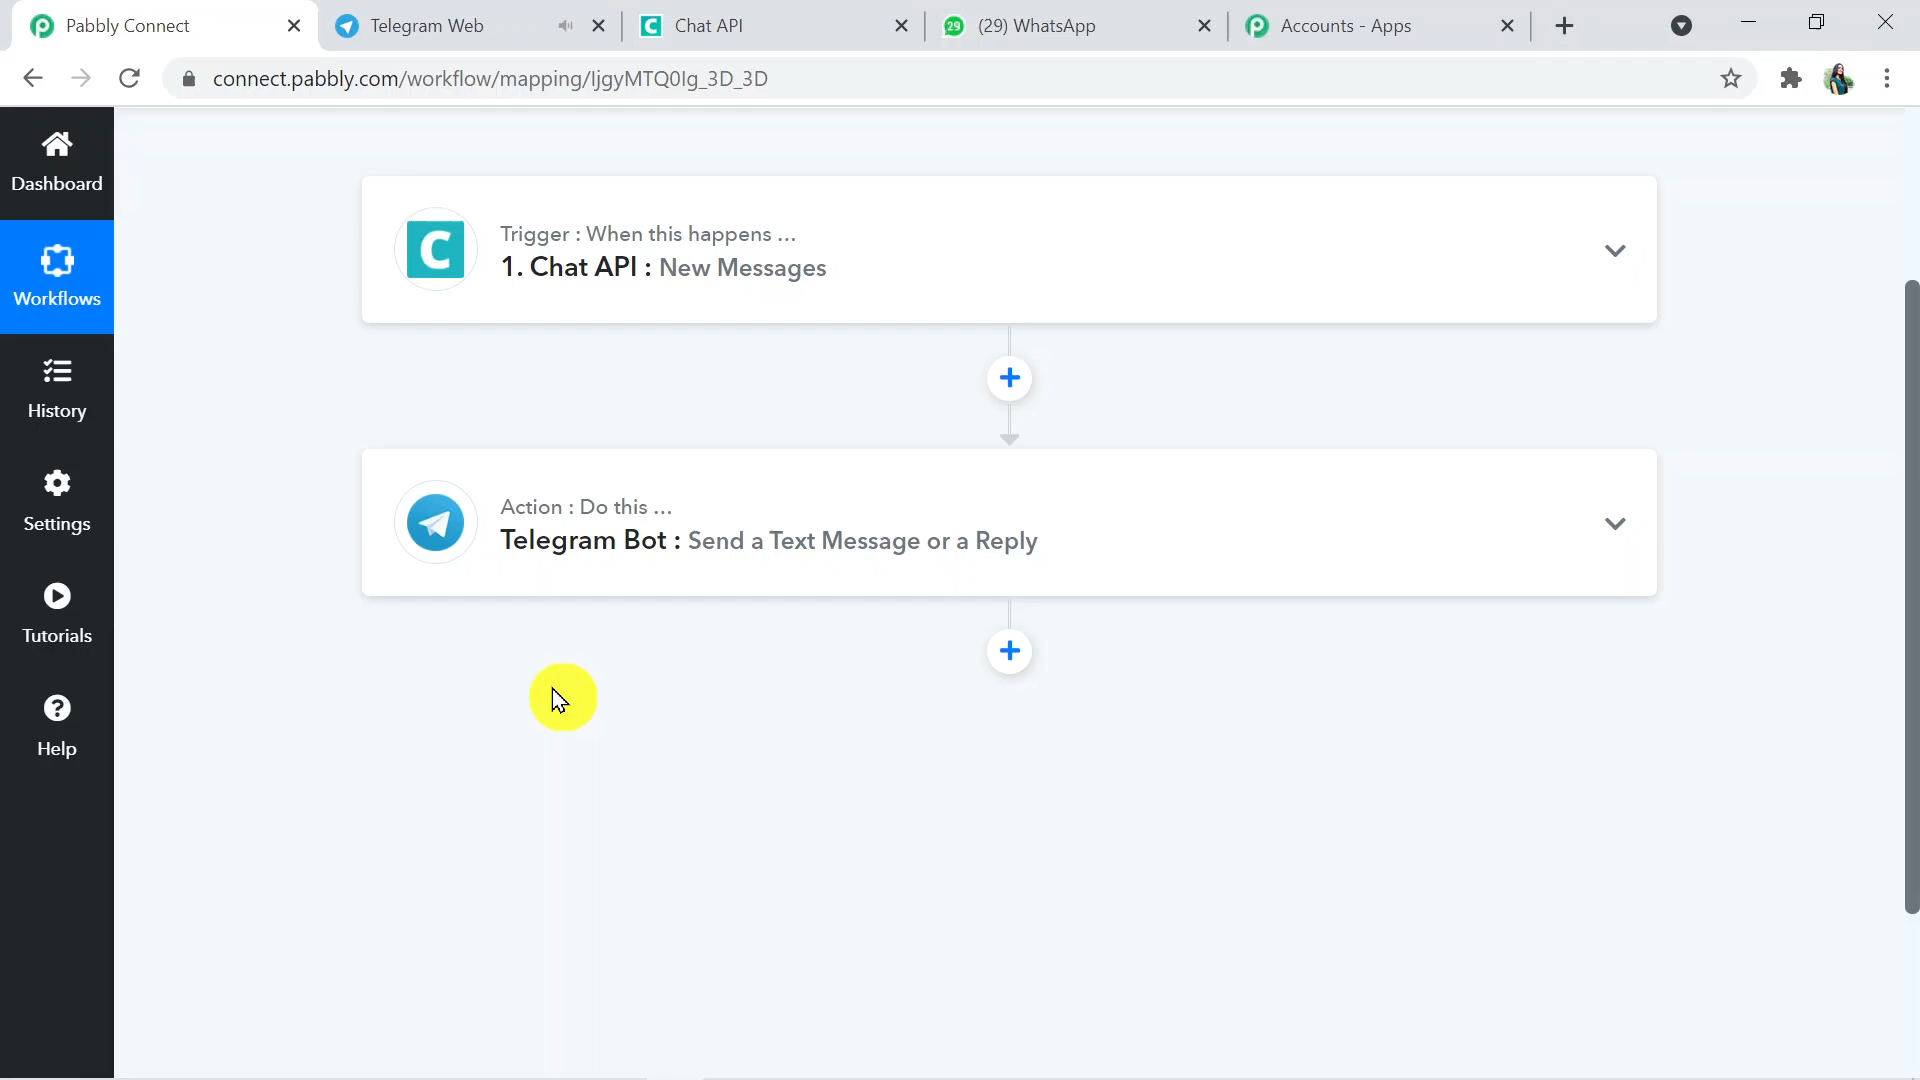 Pabbly Connect
Telegram Web
Chat API
29
(29) WhatsApp
Accounts - Apps
connect.pabbly.com/workflow/mapping/IjgyMTQ0Ig_3D_3D
Dashboard
Workflows
History
Settings
Tutorials
Help
C
Trigger : When this happens ...
1. Chat API : New Messages
Action : Do this ...
Telegram Bot : Send a Text Message or a Reply